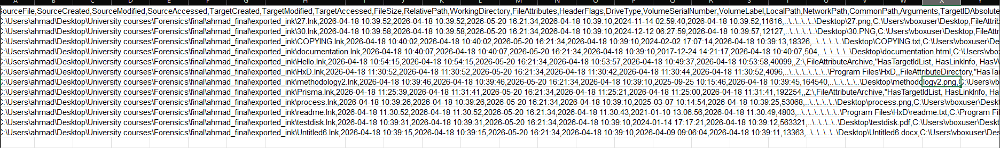 A B C D E F G H I J K L M N O P Q R S T U V W X Y
SourceFile,SourceCreated,SourceModified,SourceAccessed,TargetCreated,TargetModified,TargetAccessed,FileSize,RelativePath,WorkingDirectory,FileAttributes,HeaderFlags,DriveType,VolumeSerialNumber,VolumeLabel,LocalPath,NetworkPath,CommonPath,Arguments,TargetIDAbsolute
C:\Users\ahmad\Desktop\University courses\Forensics\final\ahmad_final\exported_ink\27.lnk,2026-04-18 10:39:52,2026-04-18 10:39:52,2026-05-20 16:21:34,2026-04-18 10:39:10,2024-11-14 02:59:40,2026-04-18 10:39:52,11616,..\..\..\..\..\Desktop\27.png,C:\Users\vboxuser\Desktop,FileAttrib
C:\Users\ahmad\Desktop\University courses\Forensics\final\ahmad_final\exported_ink\30.lnk,2026-04-18 10:39:58,2026-04-18 10:39:58,2026-05-20 16:21:34,2026-04-18 10:39:10,2024-12-12 06:27:59,2026-04-18 10:39:57,12127,..\..\..\..\..\Desktop\30.PNG,C:\Users\vboxuser\Desktop,FileAttri
C:\Users\ahmad\Desktop\University courses\Forensics\final\ahmad_final\exported_ink\COPYING.lnk,2026-04-18 10:40:02,2026-04-18 10:40:02,2026-05-20 16:21:34,2026-04-18 10:39:10,2024-02-02 17:07:14,2026-04-18 10:39:13,18326,..\..\..\..\..\Desktop\COPYING.txt,C:\Users\vboxuser\Des
C:\Users\ahmad\Desktop\University courses\Forensics\final\ahmad_final\exported_ink\documentation.lnk,2026-04-18 10:40:07,2026-04-18 10:40:07,2026-05-20 16:21:34,2026-04-18 10:39:10,2017-12-24 14:21:17,2026-04-18 10:40:07,504,..\..\..\..\..\Desktop\documentation.html,C:\Users\vbox
C:\Users\ahmad\Desktop\University courses\Forensics\final\ahmad_final\exported_ink\Hello.lnk,2026-04-18 10:54:15,2026-04-18 10:54:15,2026-05-20 16:21:34,2026-04-18 10:53:57,2026-04-18 10:49:37,2026-04-18 10:53:58,40099,,Z:\,FileAttributeArchive,"HasTargetIdList, HasLinkInfo, Has
C:\Users\ahmad\Desktop\University courses\Forensics\final\ahmad_final\exported_ink\HxD.lnk,2026-04-18 11:30:52,2026-04-18 11:30:52,2026-05-20 16:21:34,2026-04-18 11:30:42,2026-04-18 11:30:44,2026-04-18 11:30:52,4096,..\..\..\..\..\..\..\Program Files\HxD,,FileAttributeDirectory,"HasTa
C:\Users\ahmad\Desktop\University courses\Forensics\final\ahmad_final\exported_ink\methodology2.lnk,2026-04-18 10:39:46,2026-04-18 10:39:46,2026-05-20 16:21:34,2026-04-18 10:39:10,2025-09-25 10:15:46,2026-04-18 10:39:45,164540,..\..\..\..\..\Desktop\methodology2.png,C:\Users\vb
C:\Users\ahmad\Desktop\University courses\Forensics\final\ahmad_final\exported_ink\Prisma.lnk,2026-04-18 11:25:39,2026-04-18 11:31:41,2026-05-20 16:21:34,2026-04-18 11:25:21,2026-04-18 11:25:00,2026-04-18 11:31:41,192254,,Z:\,FileAttributeArchive,"HasTargetIdList, HasLinkInfo, Ha
C:\Users\ahmad\Desktop\University courses\Forensics\final\ahmad_final\exported_ink\process.lnk,2026-04-18 10:39:26,2026-04-18 10:39:26,2026-05-20 16:21:34,2026-04-18 10:39:10,2025-03-07 10:14:54,2026-04-18 10:39:25,53068,..\..\..\..\..\Desktop\process.png,C:\Users\vboxuser\Desk
C:\Users\ahmad\Desktop\University courses\Forensics\final\ahmad_final\exported_ink\readme.lnk,2026-04-18 11:30:52,2026-04-18 11:30:52,2026-05-20 16:21:34,2026-04-18 11:30:43,2021-01-10 13:06:56,2026-04-18 11:30:49,4803,..\..\..\..\..\..\..\Program Files\HxD\readme.txt,C:\Program Fil
C:\Users\ahmad\Desktop\University courses\Forensics\final\ahmad_final\exported_ink\testdisk.lnk,2026-04-18 10:39:31,2026-04-18 10:39:31,2026-05-20 16:21:34,2026-04-18 10:39:10,2024-01-14 17:17:21,2026-04-18 10:39:12,563321,..\..\..\..\..\Desktop\testdisk.pdf,C:\Users\vboxuser\Des
C:\Users\ahmad\Desktop\University courses\Forensics\final\ahmad_final\exported_ink\Untitled6.lnk,2026-04-18 10:39:15,2026-04-18 10:39:15,2026-05-20 16:21:34,2026-04-18 10:39:10,2026-04-09 09:06:04,2026-04-18 10:39:11,13363,..\..\..\..\..\Desktop\Untitled6.docx,C:\Users\vboxuser\Des